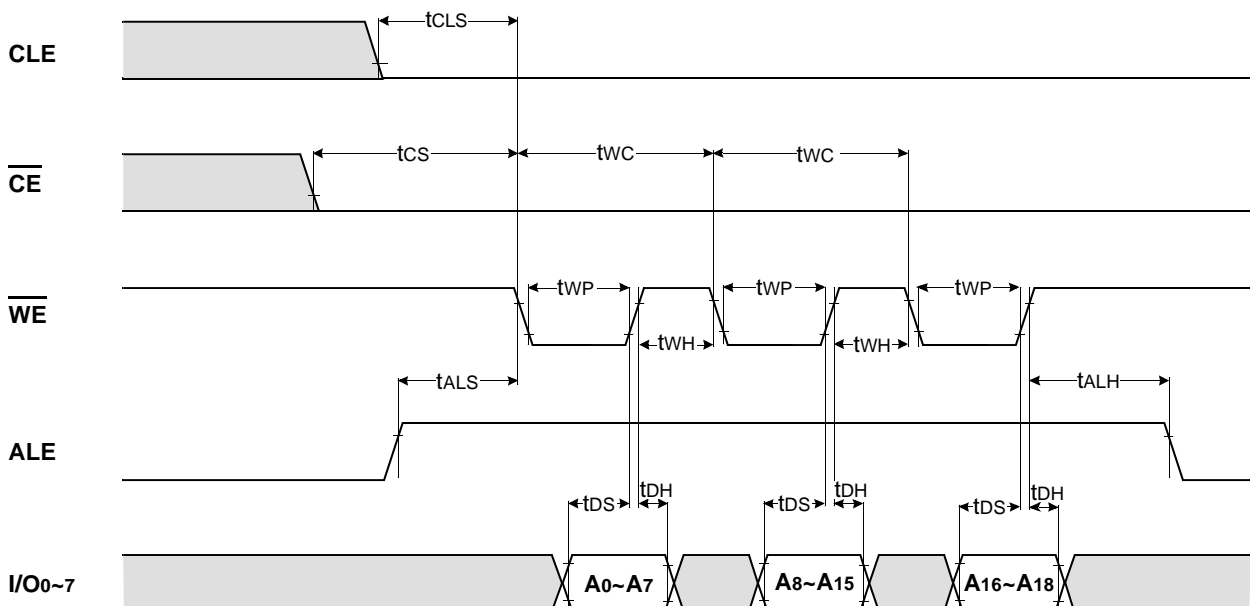 tCLS
CLE
tCS tWC tWC
CE
tWP tWP tWP
WE
tWH tWH
tALS tALH
ALE
tDS tDH tDS tDH tDS tDH
I/O0~7 A0~A7 A8~A15 A16~A18